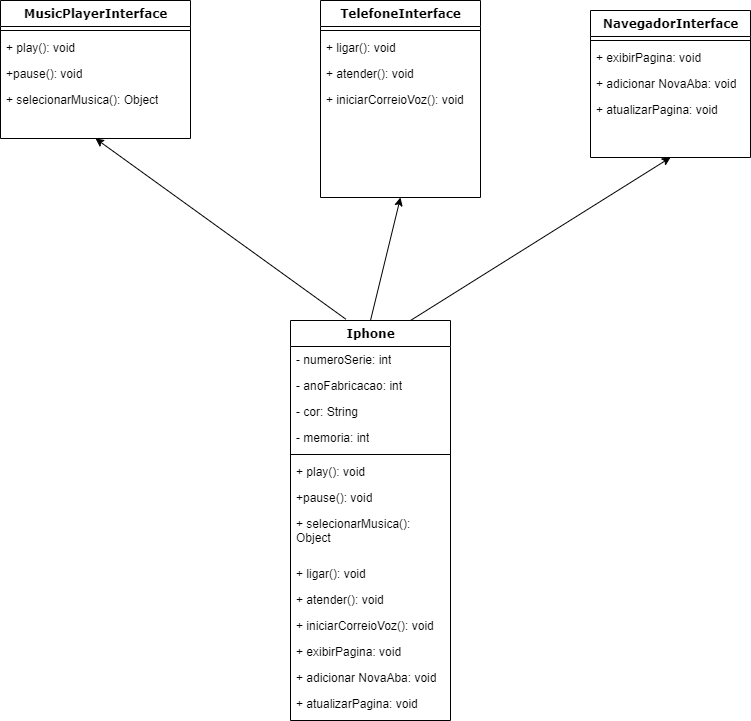 MusicPlayerInterface
+ play(): void
+pause(): void
+ selecionarMusica(): Object
TelefoneInterface
+ ligar(): void
+ atender(): void
+ iniciarCorreioVoz(): void
NavegadorInterface
+ exibirPagina: void
+ adicionar NovaAba: void
+ atualizarPagina: void
Iphone
- numeroSerie: int
- anoFabricacao: int
- cor: String
- memoria: int
+ play(): void
+pause(): void
+ selecionarMusica():
Object
+ ligar(): void
+ atender(): void
+ iniciarCorreioVoz(): void
+ exibirPagina: void
+ adicionar NovaAba: void
+ atualizarPagina: void